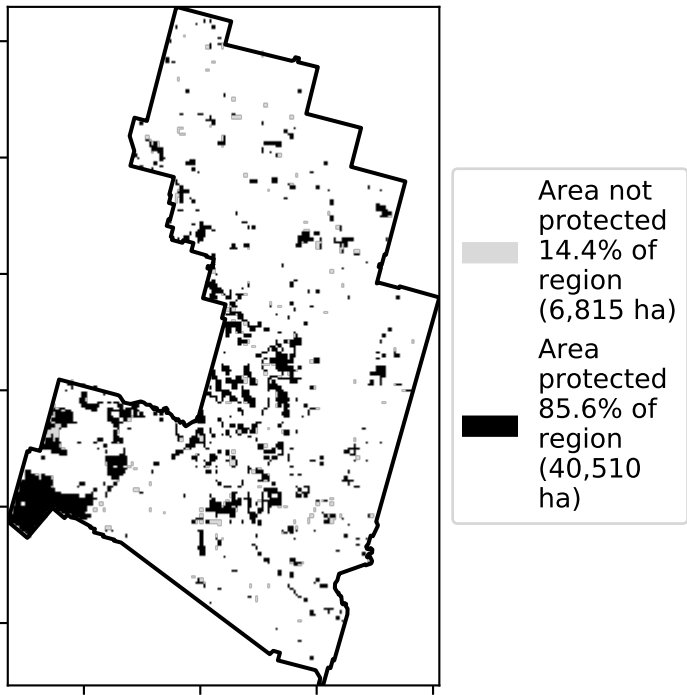 Area not
protected
14.4% of
region
(6,815 ha)
Area
protected
85.6% of
region
(40,510
ha)